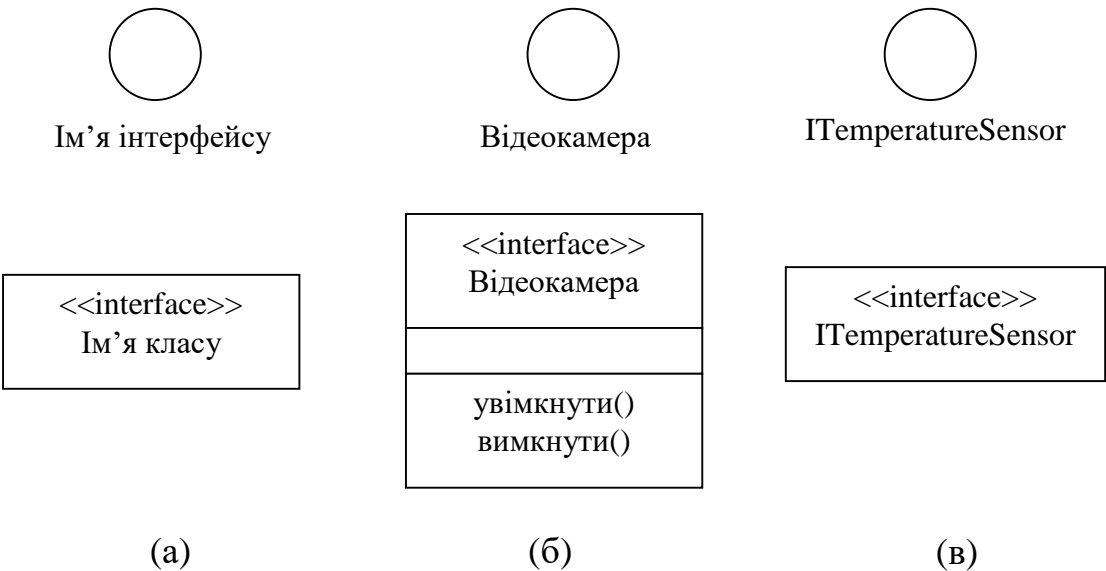 Ім’я інтерфейсу
Відеокамера
ITemperatureSensor
<<interface>>
Ім’я класу
<<interface>>
Відеокамера
увімкнути()
вимкнути()
<<interface>>
ITemperatureSensor
(а)
(б)
(в)